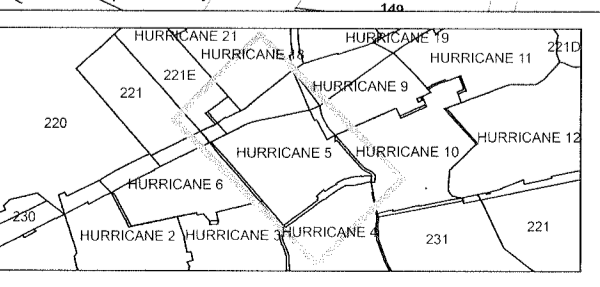 149
HURRICANE 21
HURRICANE 19
HURRICANE 18
HURRICANE 11
221D
221E
HURRICANE 9
221
220
HURRICANE 12
HURRICANE 5
HURRICANE 10
HURRICANE 6
230
HURRICANE 2
HURRICANE 3
HURRICANE 4
231
221